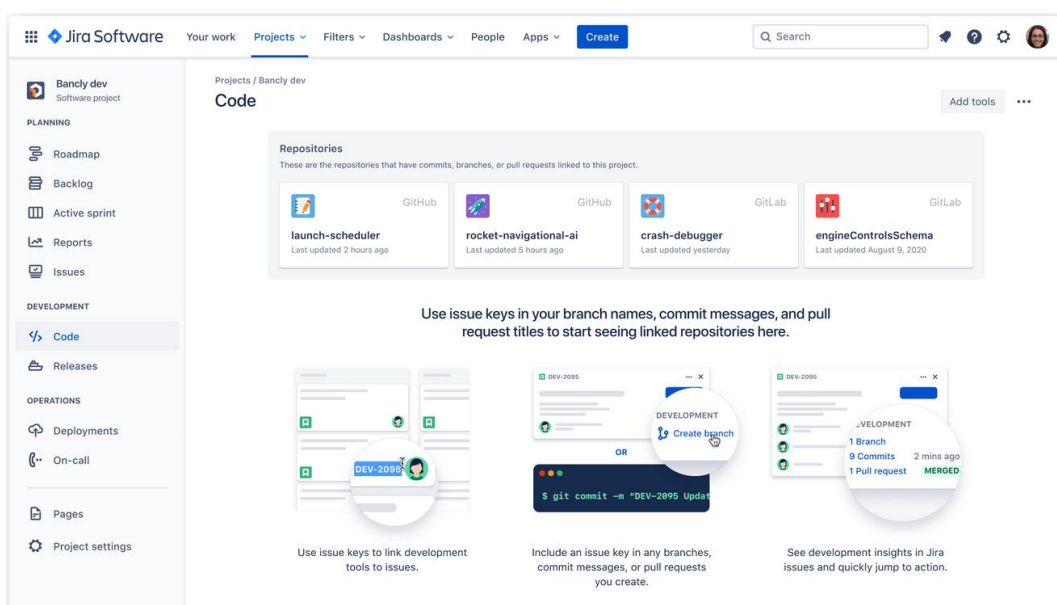 Jira Software
Your work
Projects
Filters
Dashboards
People
Apps
Create
Search
Bancly dev
Software project
PLANNING
Roadmap
Backlog
Active sprint
Reports
Issues
DEVELOPMENT
Code
Releases
OPERATIONS
Deployments
On-call
Pages
Project settings
Projects / Bancly dev
Code
Add tools
Repositories
These are the repositories that have commits, branches, or pull requests linked to this project.
GitHub
launch-scheduler
Last updated 2 hours ago
GitHub
rocket-navigational-ai
Last updated 5 hours ago
GitLab
crash-debugger
Last updated yesterday
GitLab
engineControlsSchema
Last updated August 9, 2020
Use issue keys in your branch names, commit messages, and pull
request titles to start seeing linked repositories here.
DEV-2095
Use issue keys to link development
tools to issues.
DEV-2095
DEVELOPMENT
Create branch
OR
$ git commit -m "DEV-2095 Updat
Include an issue key in any branches,
commit messages, or pull requests
you create.
DEV-2095
EVELOPMENT
1 Branch
9 Commits 2 mins ago
1 Pull request MERGED
See development insights in Jira
issues and quickly jump to action.